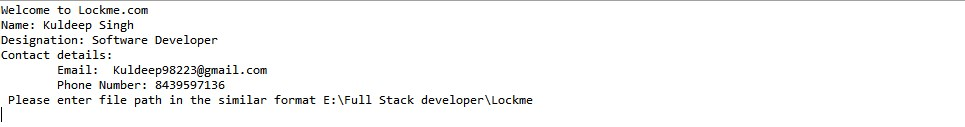 Welcome to Lockme.com
Name: Kuldeep Singh
Designation: Software Developer
Contact details:
Email:  Kuldeep98223@gmail.com
Phone Number: 8439597136
Please enter file path in the similar format E:\Full Stack developer\Lockme